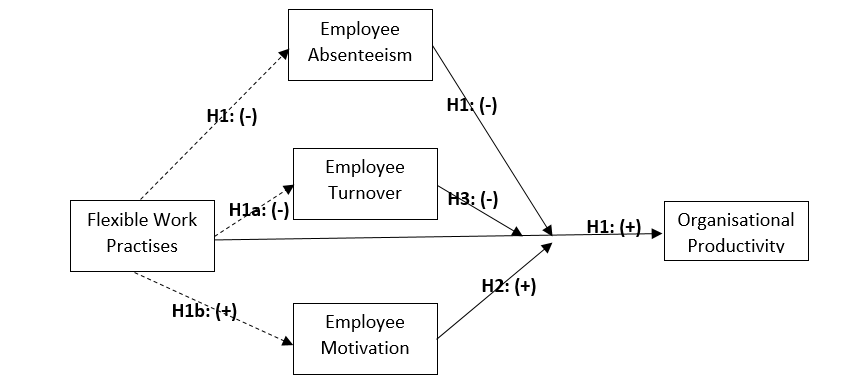 Employee
Absenteeism
H1: (-)
H1: (-)
Employee
Turnover
H1a: (-)
H3: (-)
Flexible Work
Practises
H1: (+)
Organisational
Productivity
H1b: (+)
H2: (+)
Employee
Motivation